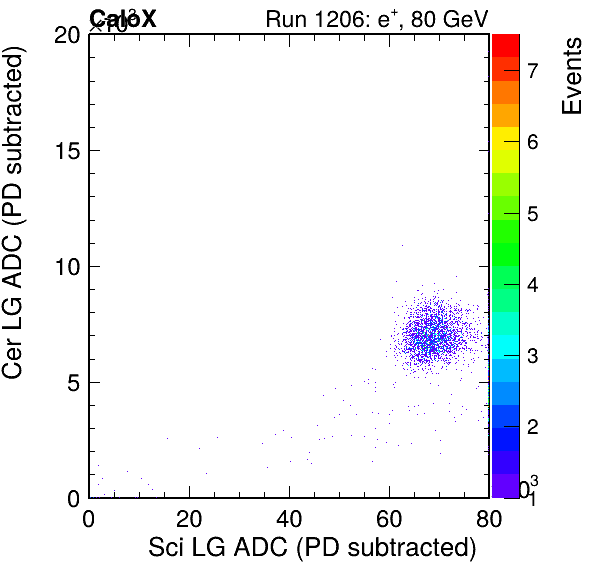 CaloX
×10³
Run 1206: e⁺, 80 GeV
Events
Cer LG ADC (PD subtracted)
20
15
10
5
0
7
6
5
4
3
2
1
0 20 40 60 80
Sci LG ADC (PD subtracted)